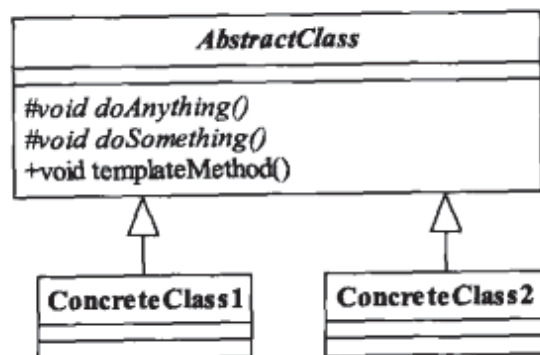 AbstractClass
#void doAnything()
#void doSomething()
+void templateMethod()
ConcreteClass1
ConcreteClass2